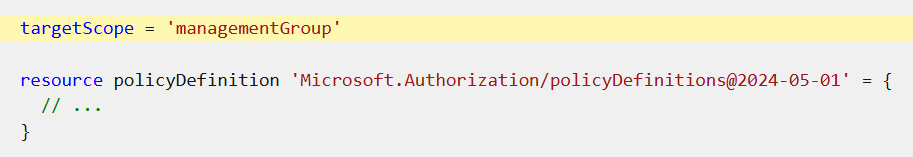 targetScope = 'managementGroup'
resource policyDefinition 'Microsoft.Authorization/policyDefinitions@2024-05-01' = {
  // ...
}